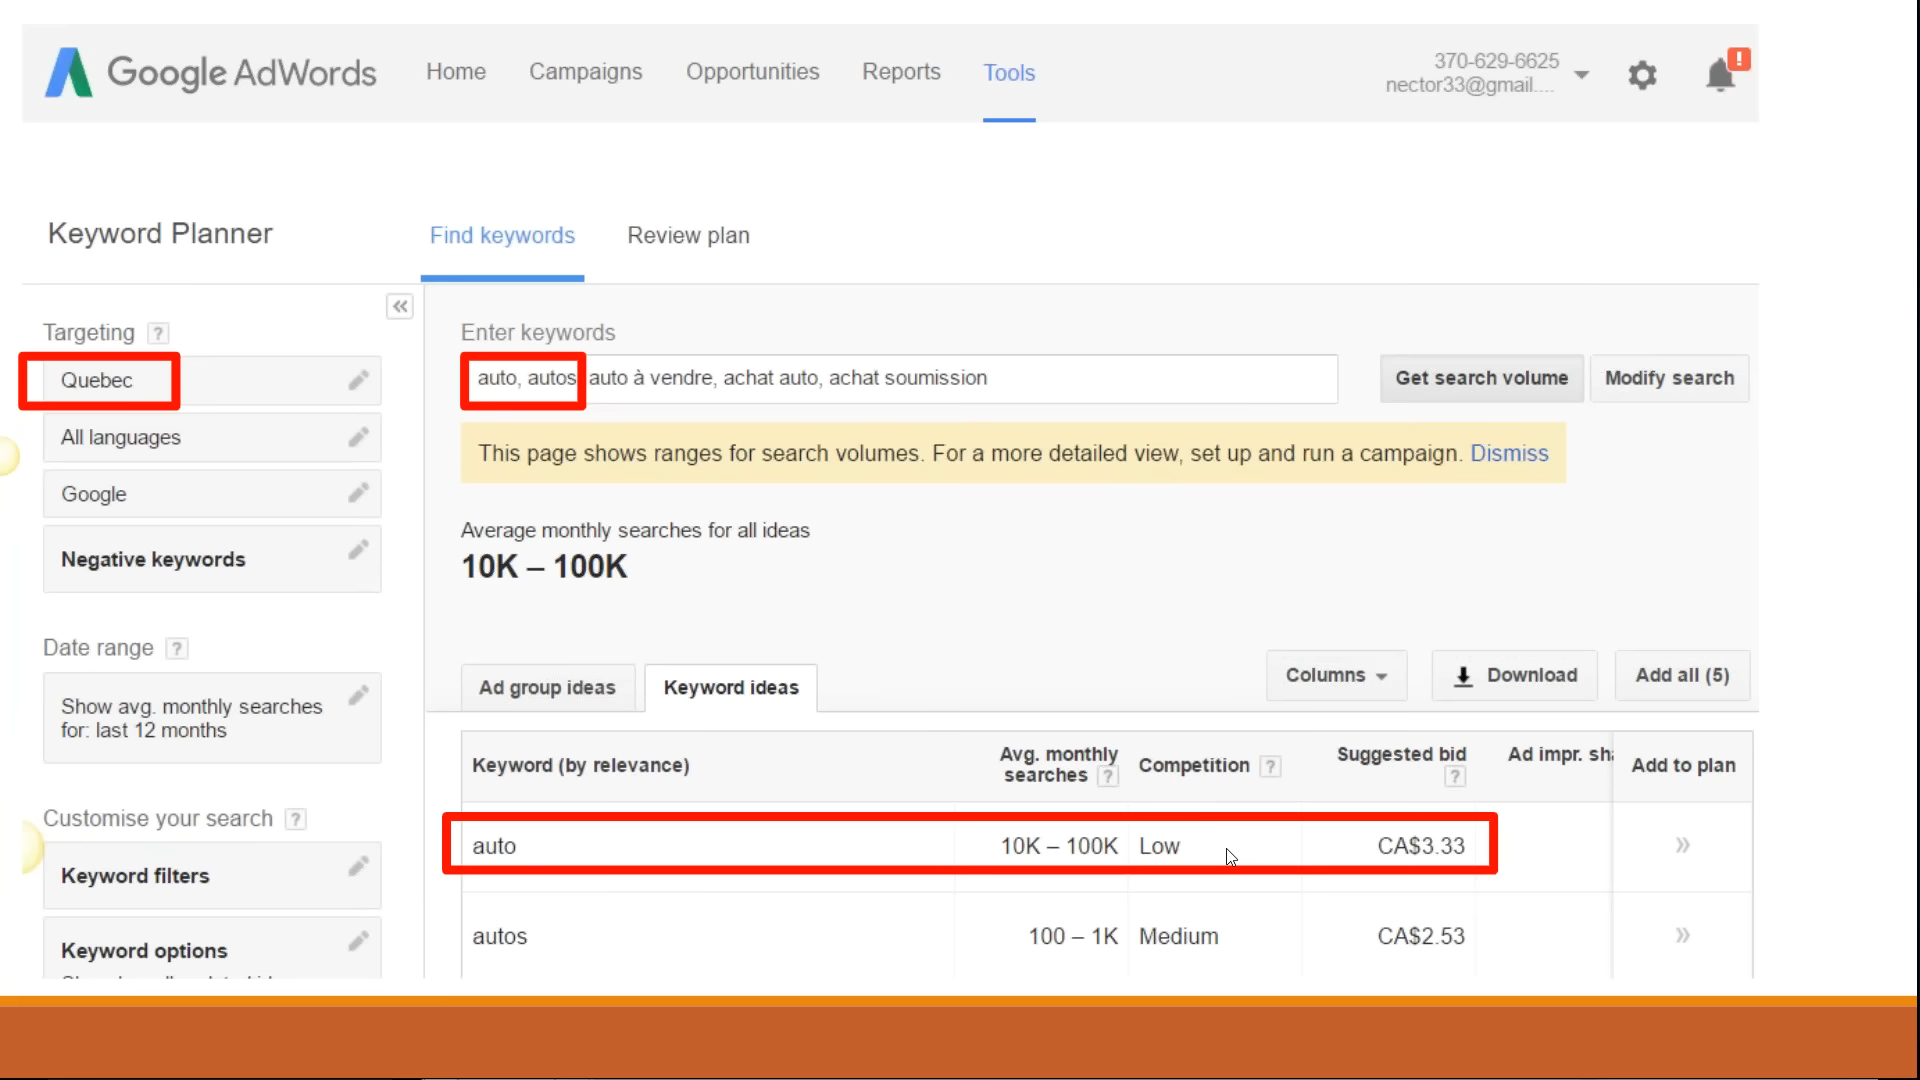 Google AdWords
Home
Campaigns
Opportunities
Reports
Tools
370-629-6625
nector33@gmail....
!
Keyword Planner
Find keywords
Review plan
«
Targeting ?
Quebec
All languages
Google
Negative keywords
Date range ?
Show avg. monthly searches
for: last 12 months
Customise your search ?
Keyword filters
Keyword options
Enter keywords
auto, autos auto à vendre, achat auto, achat soumission
Get search volume
Modify search
This page shows ranges for search volumes. For a more detailed view, set up and run a campaign. Dismiss
Average monthly searches for all ideas
10K – 100K
Ad group ideas
Keyword ideas
Columns
Download
Add all (5)
Keyword (by relevance)
Avg. monthly
searches ?
Competition ?
Suggested bid
?
Ad impr.
Add to plan
auto 10K – 100K Low CA$3.33 »
autos 100 – 1K Medium CA$2.53 »